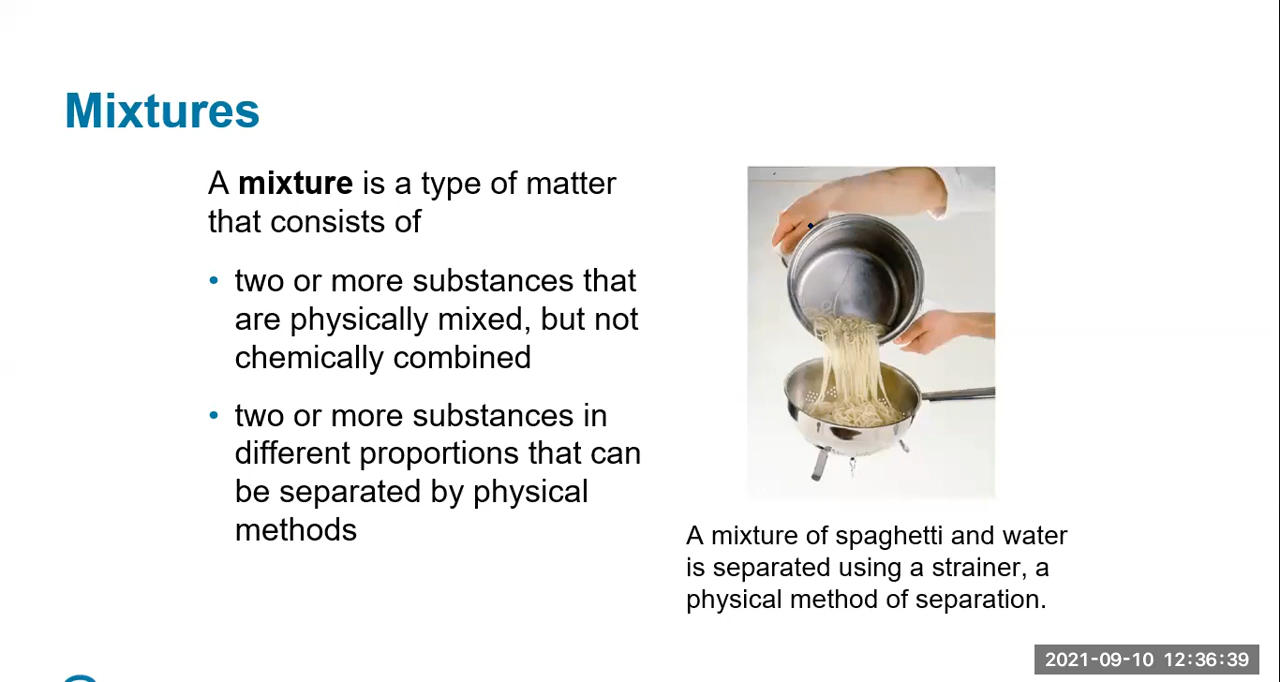 Mixtures
A mixture is a type of matter
that consists of
• two or more substances that
are physically mixed, but not
chemically combined
• two or more substances in
different proportions that can
be separated by physical
methods
A mixture of spaghetti and water
is separated using a strainer, a
physical method of separation.
2021-09-10 12:36:39